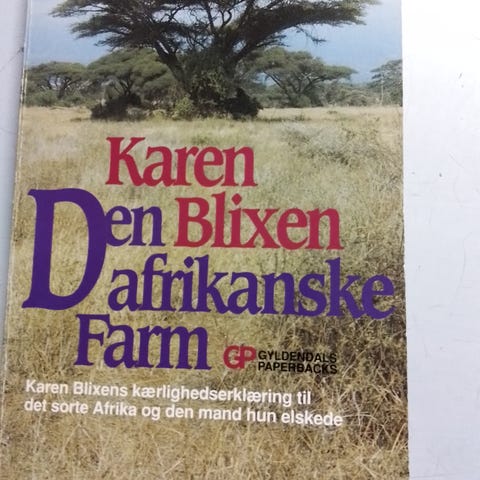 Karen
Den Blixen
afrikanske
Farm
GP GYLDENDALS
PAPERBACKS
Karen Blixens kærlighedserklæring til
det sorte Afrika og den mand hun elskede